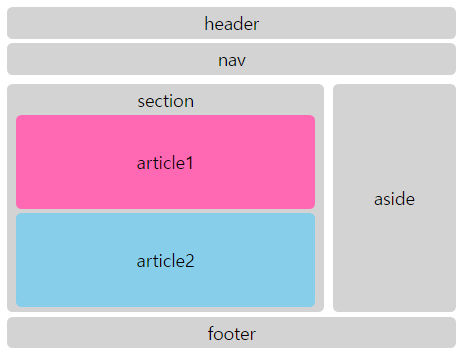 header
nav
section
article1
article2
aside
footer